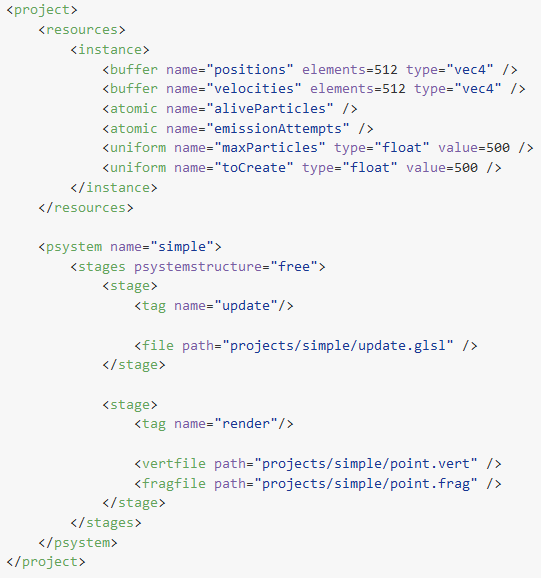 <project>
    <resources>
        <instance>
            <buffer name="positions" elements=512 type="vec4" />
            <buffer name="velocities" elements=512 type="vec4" />
            <atomic name="aliveParticles" />
            <atomic name="emissionAttempts" />
            <uniform name="maxParticles" type="float" value=500 />
            <uniform name="toCreate" type="float" value=500 />
        </instance>
    </resources>

    <psystem name="simple">
        <stages psystemstructure="free">
            <stage>
                <tag name="update"/>

                <file path="projects/simple/update.glsl" />
            </stage>

            <stage>
                <tag name="render"/>

                <vertfile path="projects/simple/point.vert" />
                <fragfile path="projects/simple/point.frag" />
            </stage>
        </stages>
    </psystem>
</project>